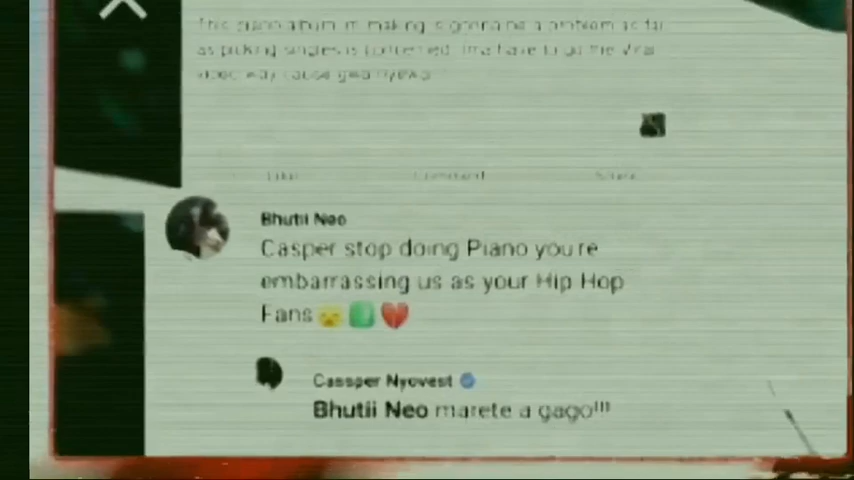 This piano album im making is gonna be a problem as far
as picking singles is concerned. Ima have to go the viral
video way cause
Like Comment Share
Bhutii Neo
Casper stop doing Piano you're
embarrassing us as your Hip Hop
Fans 😿💔
Cassper Nyovest
Bhutii Neo marete a gago!!!